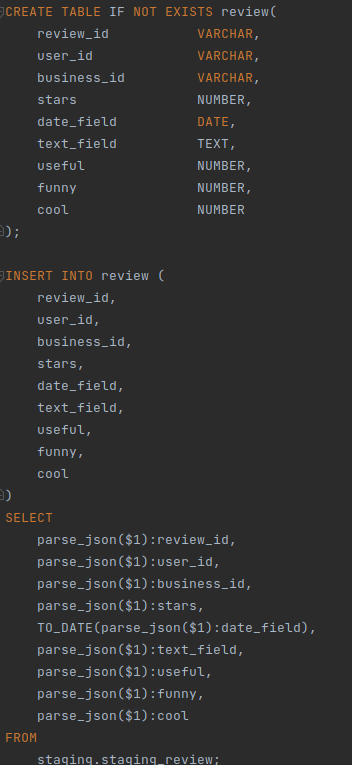 CREATE TABLE IF NOT EXISTS review(
    review_id           VARCHAR,
    user_id             VARCHAR,
    business_id         VARCHAR,
    stars               NUMBER,
    date_field          DATE,
    text_field          TEXT,
    useful              NUMBER,
    funny               NUMBER,
    cool                NUMBER
);

INSERT INTO review (
    review_id,
    user_id,
    business_id,
    stars,
    date_field,
    text_field,
    useful,
    funny,
    cool
)
SELECT
    parse_json($1):review_id,
    parse_json($1):user_id,
    parse_json($1):business_id,
    parse_json($1):stars,
    TO_DATE(parse_json($1):date_field),
    parse_json($1):text_field,
    parse_json($1):useful,
    parse_json($1):funny,
    parse_json($1):cool
FROM
    staging.staging_review;